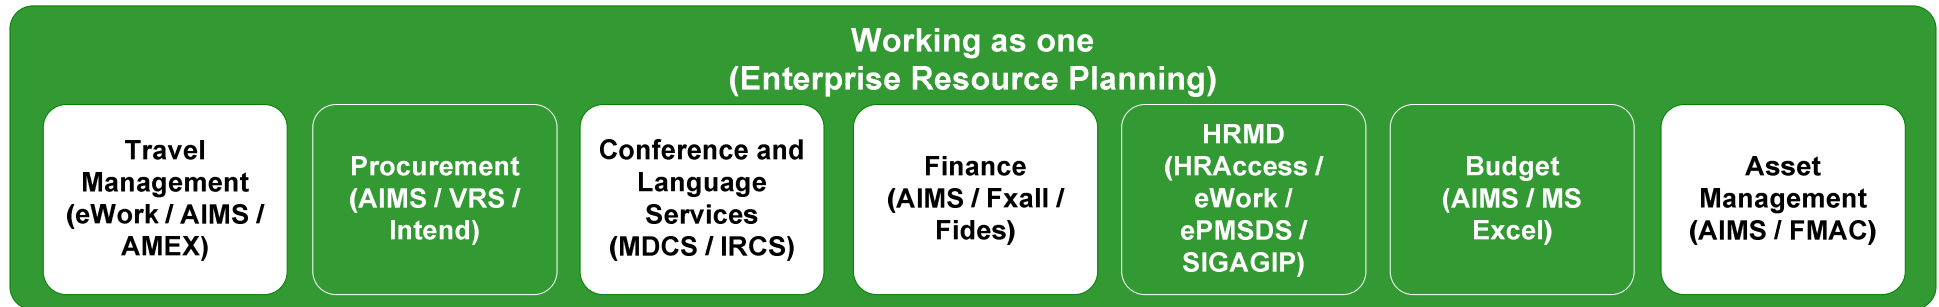 Working as one
(Enterprise Resource Planning)
Travel
Management
(eWork / AIMS /
AMEX)
Procurement
(AIMS / VRS /
Intend)
Conference and
Language
Services
(MDCS / IRCS)
Finance
(AIMS / Fxall /
Fides)
HRMD
(HRAccess /
eWork /
ePMSDS /
SIGAGIP)
Budget
(AIMS / MS
Excel)
Asset
Management
(AIMS / FMAC)